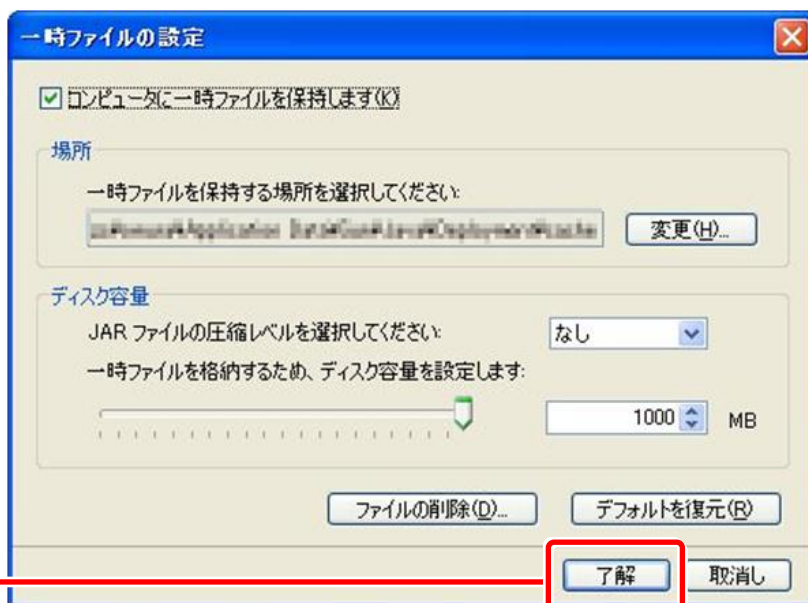 一時ファイルの設定
コンピュータに一時ファイルを保持します(K)
場所
一時ファイルを保持する場所を選択してください:
変更(H)...
ディスク容量
JAR ファイルの圧縮レベルを選択してください:
なし
一時ファイルを格納するため、ディスク容量を設定します:
1000
MB
ファイルの削除(D)...
デフォルトを復元(R)
了解
取消し